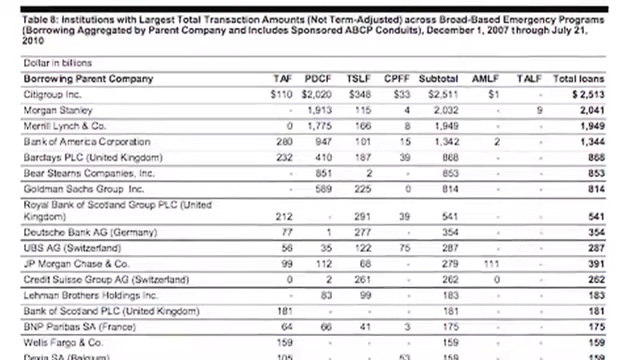 Table 8: Institutions with Largest Total Transaction Amounts (Not Term-Adjusted) across Broad-Based Emergency Programs
(Borrowing Aggregated by Parent Company and Includes Sponsored ABCP Conduits), December 1, 2007 through July 21,
2010
Dollar in billions
Borrowing Parent Company TAF PDCF TSLF CPFF Subtotal AMLF TALF Total loans
Citigroup Inc. $110 $2,020 $348 $33 $2,511 $1 - $ 2,513
Morgan Stanley - 1,913 115 4 2,032 - 9 2,041
Merrill Lynch & Co. 0 1,775 166 8 1,949 - - 1,949
Bank of America Corporation 280 947 101 15 1,342 2 - 1,344
Barclays PLC (United Kingdom) 232 410 187 39 868 - - 868
Bear Stearns Companies, Inc. - 851 2 - 853 - - 853
Goldman Sachs Group Inc. - 589 225 0 814 - - 814
Royal Bank of Scotland Group PLC (United
Kingdom) 212 - 291 39 541 - - 541
Deutsche Bank AG (Germany) 77 1 277 - 354 - - 354
UBS AG (Switzerland) 56 35 122 75 287 - - 287
JP Morgan Chase & Co. 99 112 68 - 279 111 - 391
Credit Suisse Group AG (Switzerland) 0 2 261 - 262 0 - 262
Lehman Brothers Holdings Inc. - 83 99 - 183 - - 183
Bank of Scotland PLC (United Kingdom) 181 - - - 181 - - 181
BNP Paribas SA (France) 64 66 41 3 175 - - 175
Wells Fargo & Co. 159 - - - 159 - - 159
Dexia SA (Belgium) 105 - - 53 159 - - 159